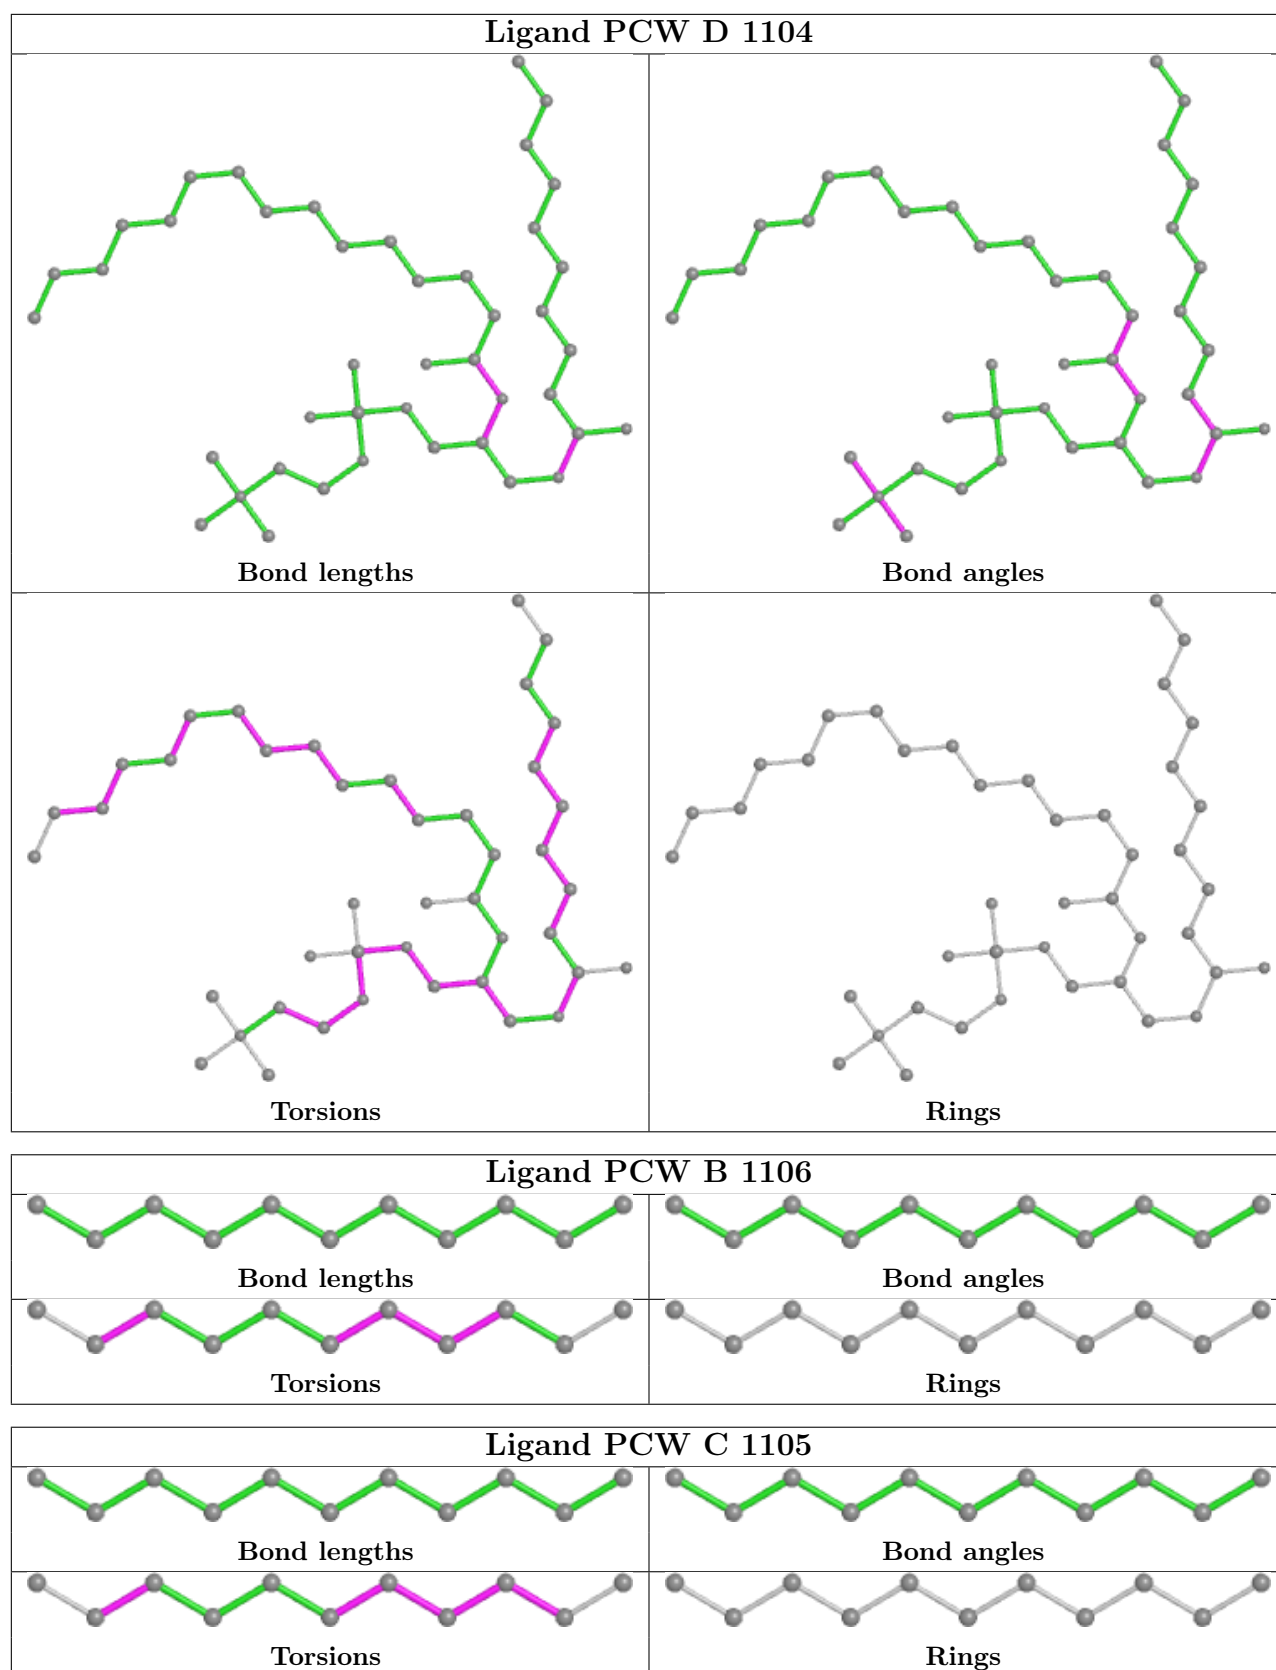 Ligand PCW D 1104
Bond lengths
Bond angles
Torsions
Rings
Ligand PCW B 1106
Bond lengths
Bond angles
Torsions
Rings
Ligand PCW C 1105
Bond lengths
Bond angles
Torsions
Rings